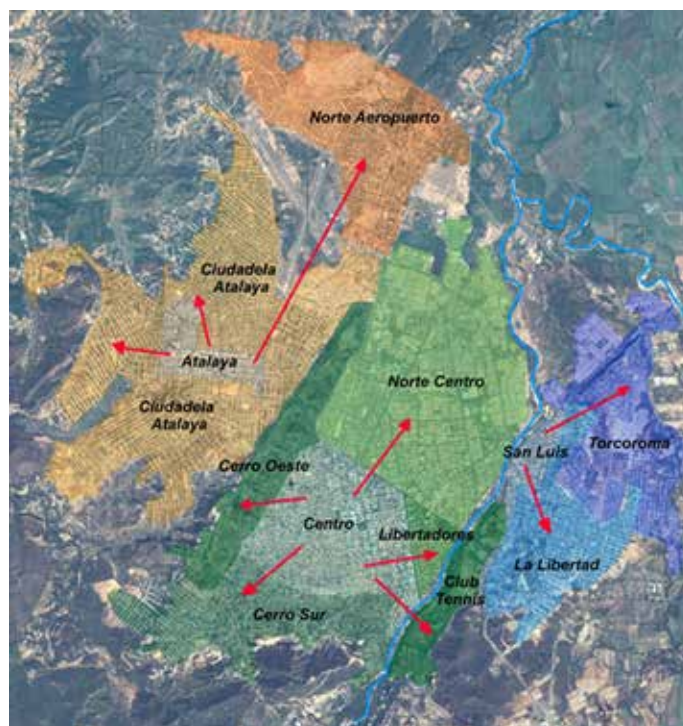 Norte Aeropuerto
Ciudadela
Atalaya
Atalaya
Ciudadela
Atalaya
Norte Centro
San Luis
Torcoroma
Cerro Oeste
Centro
Libertadores
La Libertad
Club
Tennis
Cerro Sur